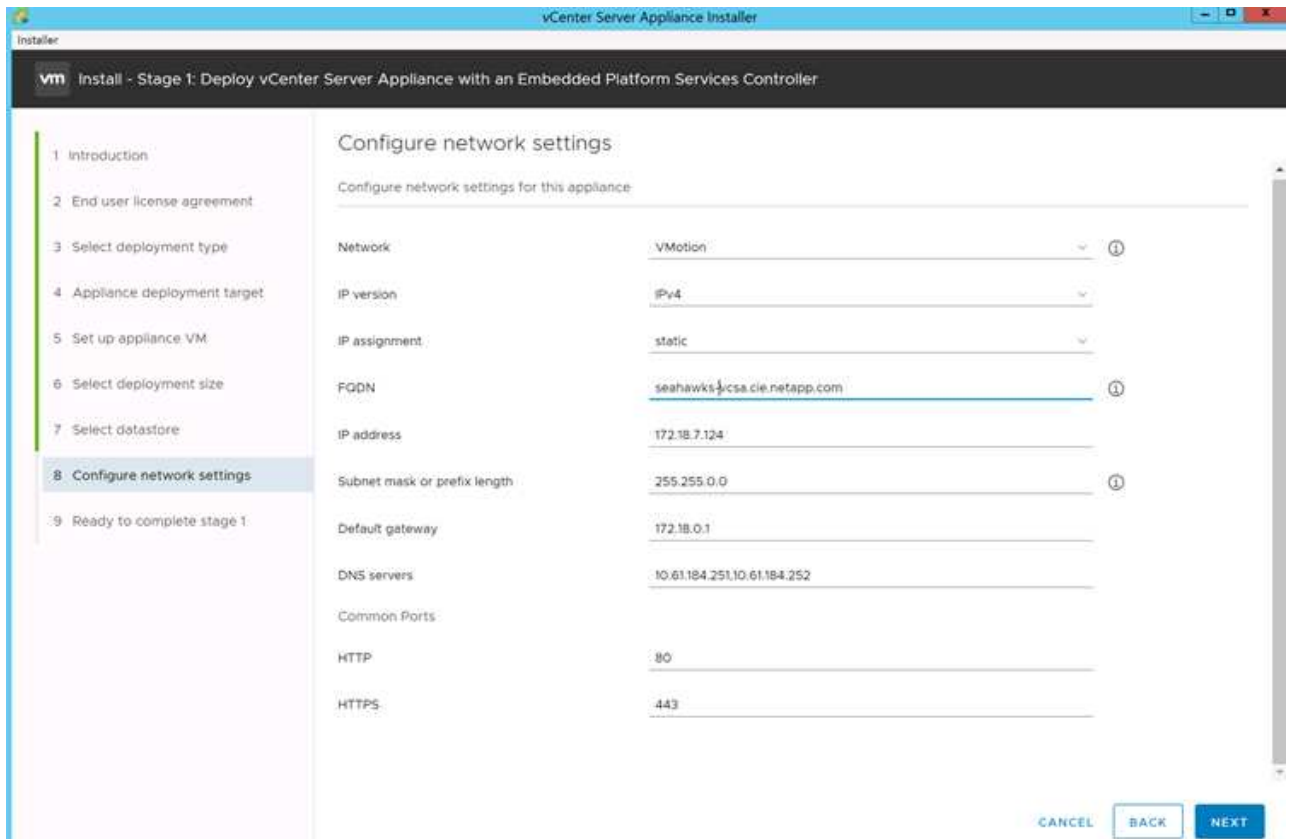 vCenter Server Appliance Installer
Installer
vm Install - Stage 1: Deploy vCenter Server Appliance with an Embedded Platform Services Controller
1 Introduction
2 End user license agreement
3 Select deployment type
4 Appliance deployment target
5 Set up appliance VM
6 Select deployment size
7 Select datastore
8 Configure network settings
9 Ready to complete stage 1
Configure network settings
Configure network settings for this appliance
Network VMotion
IP version IPv4
IP assignment static
FQDN seahawks-vcsa.cie.netapp.com
IP address 172.18.7.124
Subnet mask or prefix length 255.255.0.0
Default gateway 172.18.0.1
DNS servers 10.61.184.251,10.61.184.252
Common Ports
HTTP 80
HTTPS 443
CANCEL BACK NEXT